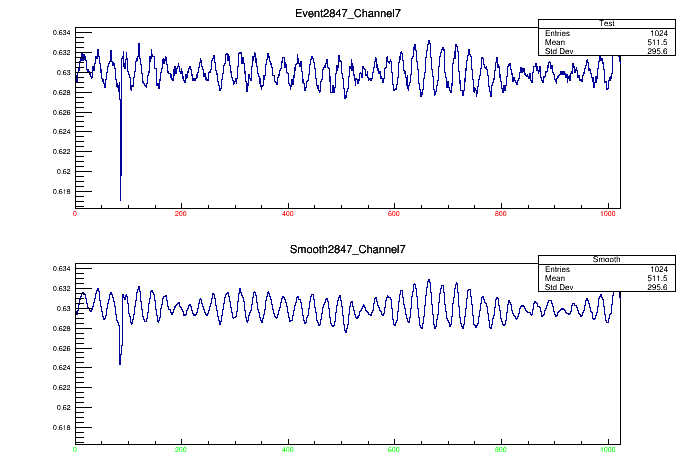 Event2847_Channel7
Test
Entries 1024
Mean 511.5
Std Dev 295.6
0.634
0.632
0.63
0.628
0.626
0.624
0.622
0.62
0.618
0 200 400 600 800 1000
Smooth2847_Channel7
Smooth
Entries 1024
Mean 511.5
Std Dev 295.6
0.634
0.632
0.63
0.628
0.626
0.624
0.622
0.62
0.618
0 200 400 600 800 1000